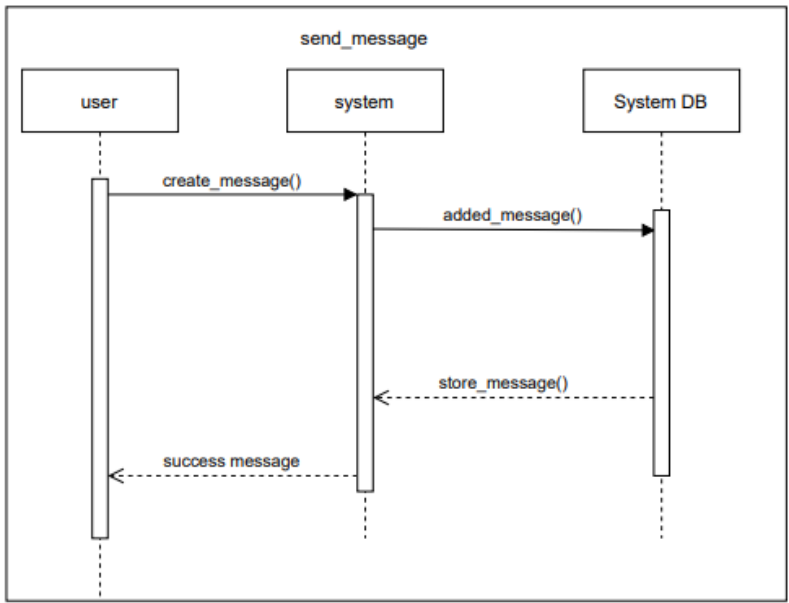 send_message
user
system
System DB
create_message()
added_message()
store_message()
success message